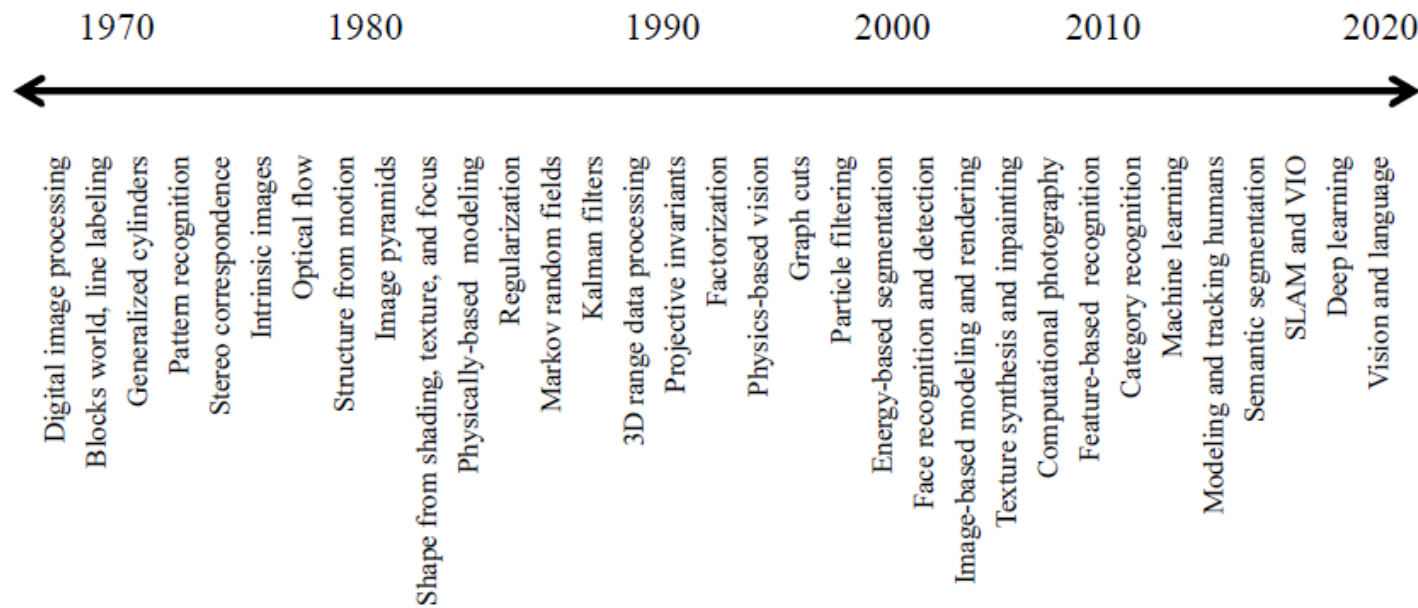 1970 1980 1990 2000 2010 2020
Digital image processing
Blocks world, line labeling
Generalized cylinders
Pattern recognition
Stereo correspondence
Intrinsic images
Optical flow
Structure from motion
Image pyramids
Shape from shading, texture, and focus
Physically-based modeling
Regularization
Markov random fields
Kalman filters
3D range data processing
Projective invariants
Factorization
Physics-based vision
Graph cuts
Particle filtering
Energy-based segmentation
Face recognition and detection
Image-based modeling and rendering
Texture synthesis and inpainting
Computational photography
Feature-based recognition
Category recognition
Machine learning
Modeling and tracking humans
Semantic segmentation
SLAM and VIO
Deep learning
Vision and language